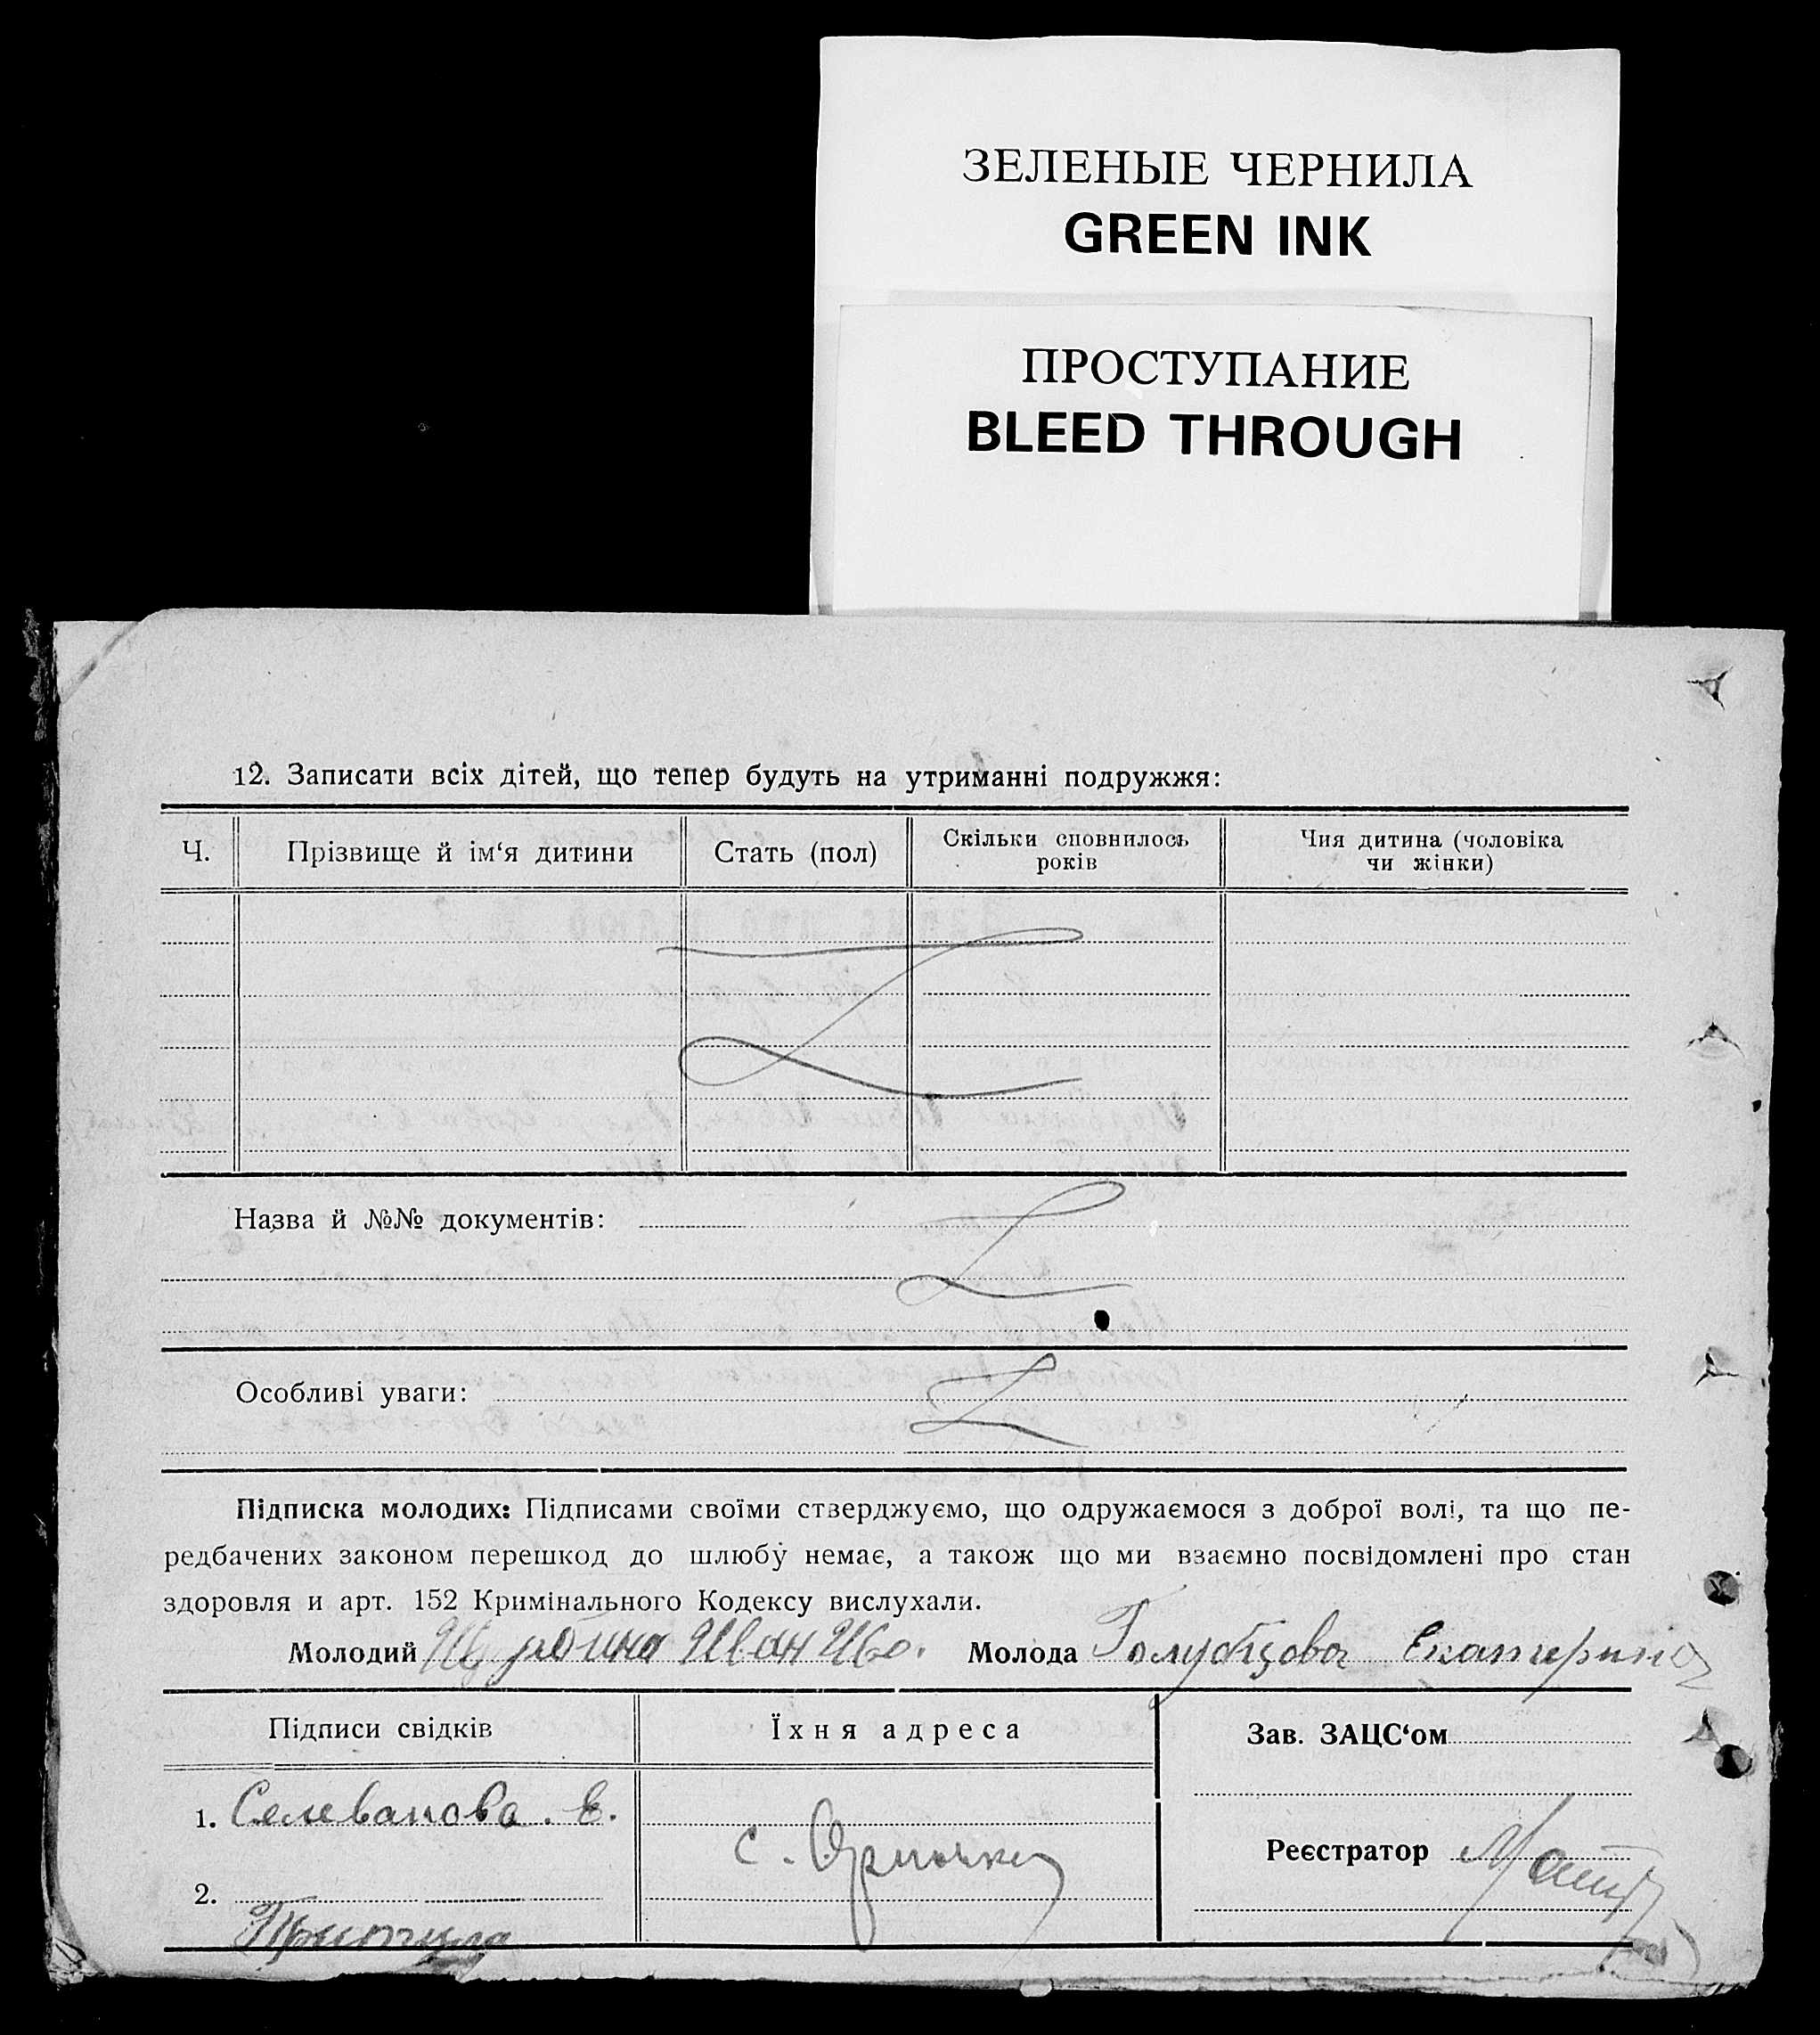 ЗЕЛЕНЫЕ ЧЕРНИЛА
GREEN INK
ПРОСТУПАНИЕ
BLEED THROUGH
12. Записати всіх дітей, що тепер будуть на утриманні подружжя:
Ч. Прізвище й ім‘я дитини Стать (пол) Скільки сповнилось років Чия дитина (чоловіка чи жінки)
Назва й №№ документів:
Особливі уваги:
Підписка молодих: Підписами своїми стверджуємо, що одружаємося з доброї волі, та що пе-
редбачених законом перешкод до шлюбу немає, а також що ми взаємно посвідомлені про стан
здоровля и арт. 152 Кримінального Кодексу вислухали.
Молодий Иван Молода Голубцова Екатерина
Підписи свідків Їхня адреса Зав. ЗАЦС‘ом
1. Селеванова. Е.
с. Реєстратор
2.